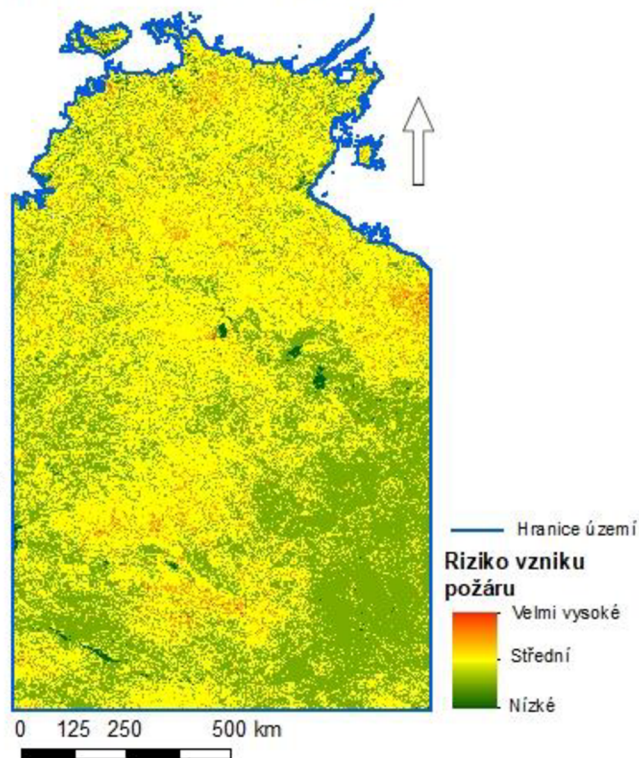 Hranice území
Riziko vzniku
požáru
Velmi vysoké
Střední
Nízké
0 125 250 500 km